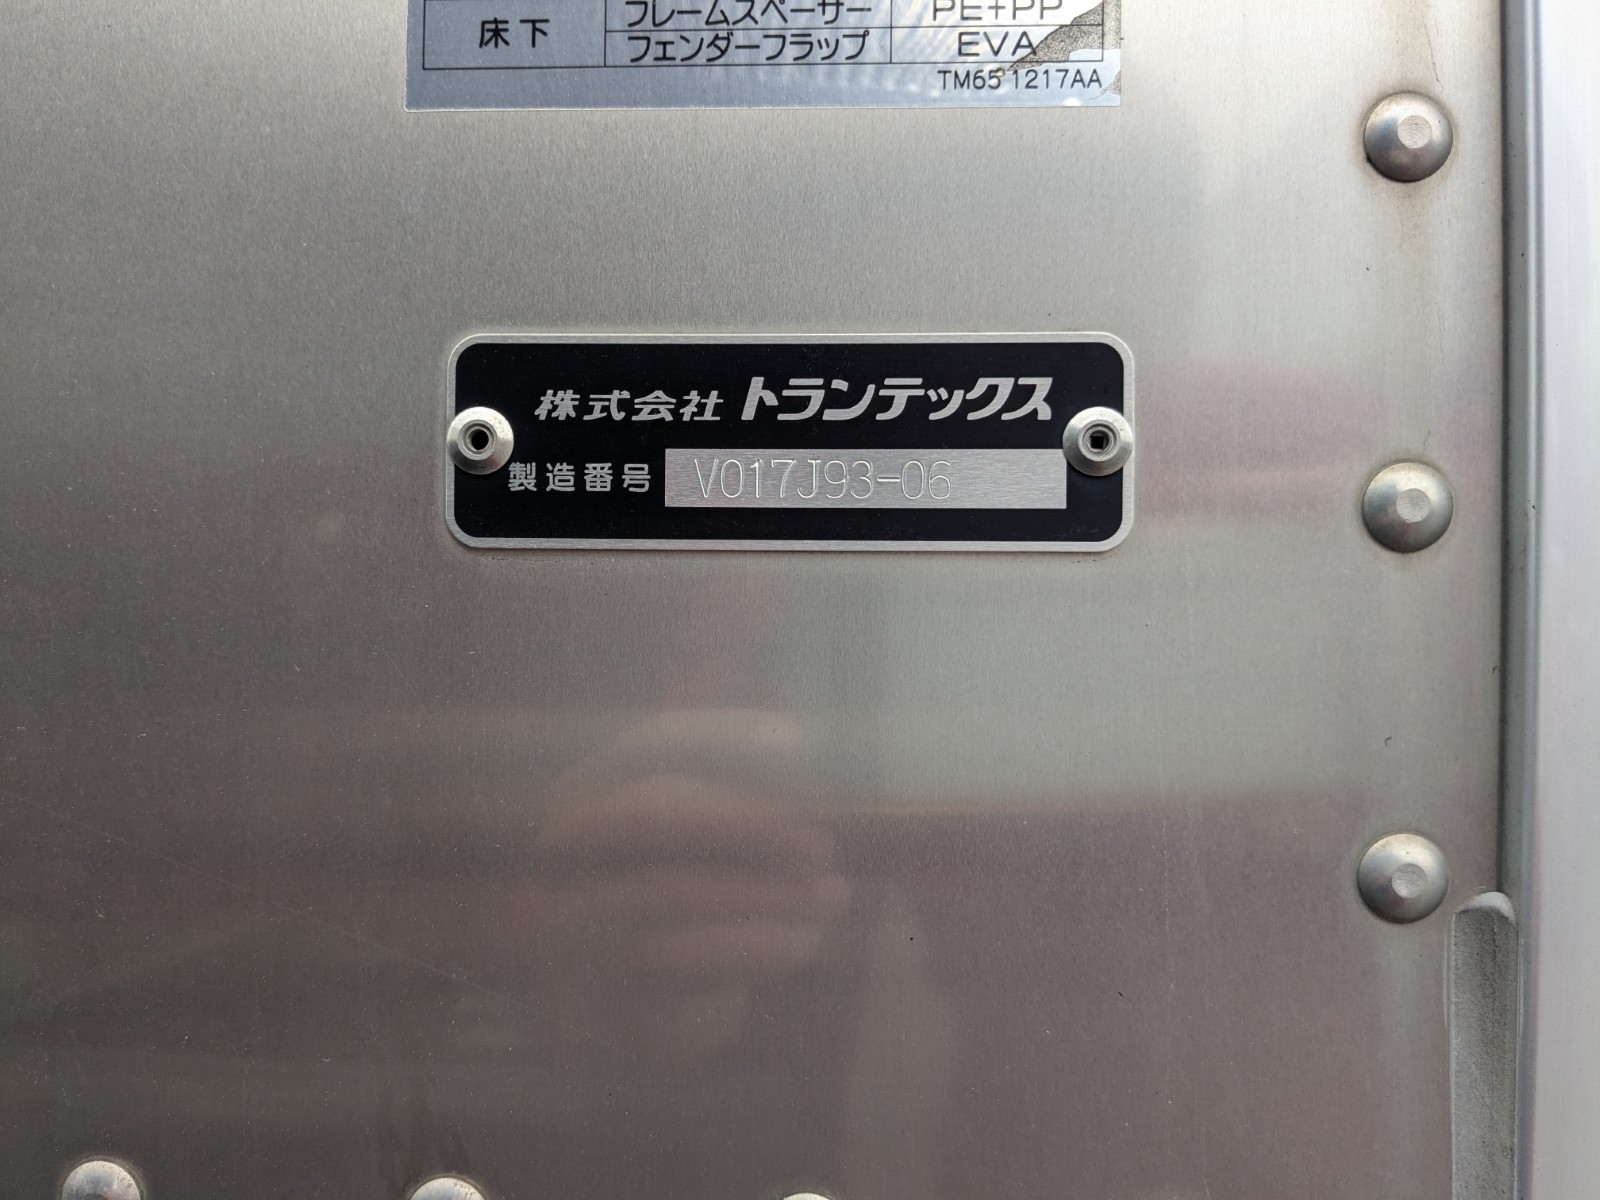 床下 フレームスペーサー PE+PP
フェンダーフラップ EVA
TM651217AA
株式会社 トランテックス
製造番号 V017J93-06